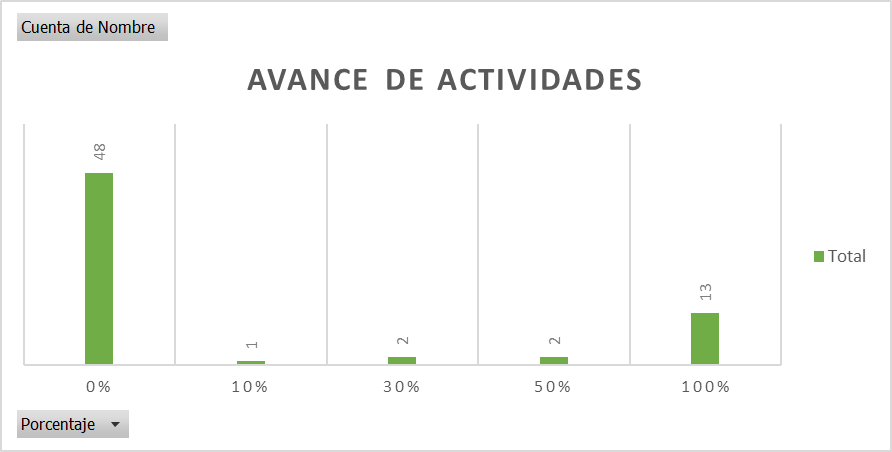 Cuenta de Nombre
AVANCE DE ACTIVIDADES
48
1
2
2
13
0%
10%
30%
50%
100%
Total
Porcentaje